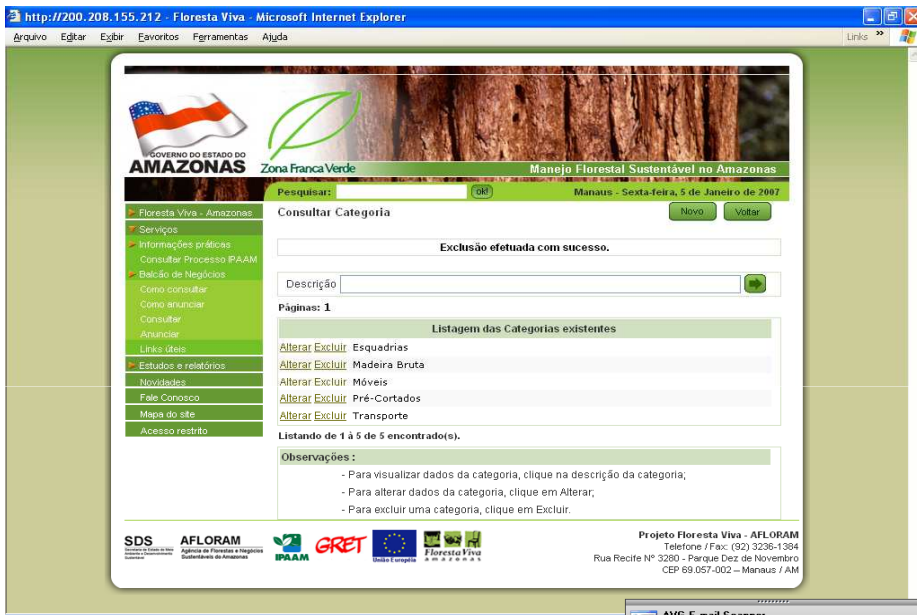 http://200.208.155.212 - Floresta Viva - Microsoft Internet Explorer
Arquivo Editar Exibir Favoritos Ferramentas Ajuda Links »
GOVERNO DO ESTADO DO
AMAZONAS
Zona Franca Verde
Manejo Florestal Sustentável no Amazonas
Pesquisar: ok! Manaus - Sexta-feira, 5 de Janeiro de 2007
Floresta Viva - Amazonas
Serviços
Informações práticas
Consultar Processo IPAAM
Balcão de Negócios
Como consultar
Como anunciar
Consultar
Anunciar
Links úteis
Estudos e relatórios
Novidades
Fale Conosco
Mapa do site
Acesso restrito
Consultar Categoria Novo Voltar
Exclusão efetuada com sucesso.
Descrição
Páginas: 1
Listagem das Categorias existentes
Alterar Excluir Esquadrias
Alterar Excluir Madeira Bruta
Alterar Excluir Móveis
Alterar Excluir Pré-Cortados
Alterar Excluir Transporte
Listando de 1 à 5 de 5 encontrado(s).
Observações :
- Para visualizar dados da categoria, clique na descrição da categoria;
- Para alterar dados da categoria, clique em Alterar;
- Para excluir uma categoria, clique em Excluir.
SDS
AFLORAM
Agência de Florestas e Negócios
Sustentáveis do Amazonas
IPAAM
GRET
União Européia
Floresta Viva
amazonas
Projeto Floresta Viva - AFLORAM
Telefone / Fax: (92) 3236-1384
Rua Recife Nº 3280 - Parque Dez de Novembro
CEP 69.057-002 – Manaus / AM
AVG E-mail Scanner